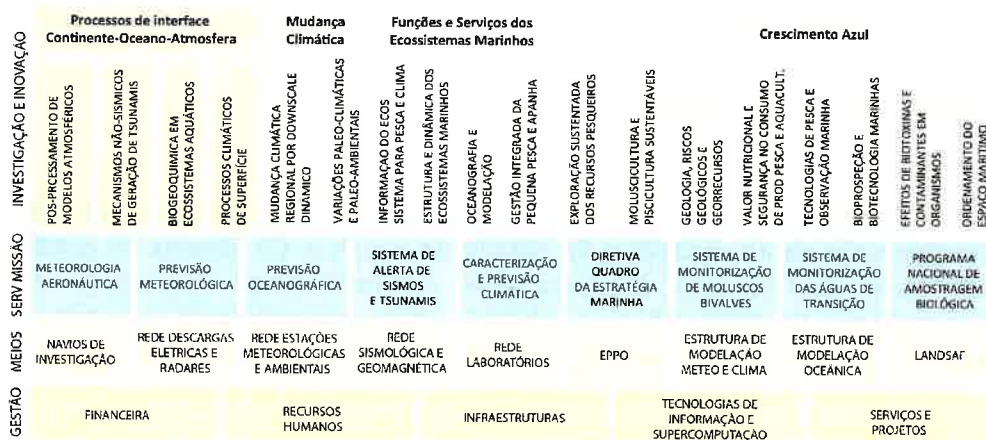 INVESTIGAÇÃO E INOVAÇÃO
Processos de interface
Continente-Oceano-Atmosfera
Mudança
Climática
Funções e Serviços dos
Ecossistemas Marinhos
Crescimento Azul
POS-PROCESSAMENTO DE
MODELOS ATMOSFÉRICOS
MECANISMOS NÃO-SISMICOS
DE GERAÇÃO DE TSUNAMIS
BIOGEOQUIMICA EM
ECOSSISTEMAS AQUÁTICOS
PROCESSOS CLIMÁTICOS
DE SUPERFÍCIE
MUDANÇA CLIMÁTICA
REGIONAL POR DOWNSCALE
DINAMICO
VARIAÇÕES PALEO-CLIMÁTICAS
E PALÉO-AMBIENTAIS
INFORMAÇAO DO ECOS
SISTEMA PARA PESCA E CLIMA
ESTRUTURA E DINÂMICA DOS
ECOSSISTEMAS MARINHOS
OCEANOGRAFIA E
MODELAÇÃO
GESTÃO INTEGRADA DA
PEQUENA PESCA E APANHA
EXPLORAÇÃO SUSTENTADA
DOS RECURSOS PESQUEIROS
MOLUSCICULTURA E
PISCICULTURA SUSTENTÁVEIS
GEOLOGIA, RISCOS
GEOLÓGICOS E
GEORRECURSOS
VALOR NUTRICIONAL E
SEGURANÇA NO CONSUMO
DE PROD PESCA E AQUACULT.
TECNOLOGIAS DE PESCA E
OBSERVAÇÃO MARINHA
BIOPROSPEÇÃO E
BIOTECNOLOGIA MARINHAS
EFEITOS DE BIOTOXINAS E
CONTAMINANTES EM
ORGANISMOS
ORDENAMENTO DO
ESPAÇO MARÍTIMO
SERV MISSÃO
METEOROLOGIA
AERONÁUTICA
PREVISÃO
METEOROLÓGICA
PREVISÃO
OCEANOGRÁFICA
SISTEMA DE
ALERTA DE
SISMOS
E TSUNAMIS
CARACTERIZAÇÃO
E PREVISÃO
CLIMÁTICA
DIRETIVA
QUADRO
DA ESTRATÉGIA
MARINHA
SISTEMA DE
MONITORIZAÇÃO
DE MOLUSCOS
BIVALVES
SISTEMA DE
MONITORIZAÇÃO
DAS ÁGUAS DE
TRANSIÇÃO
PROGRAMA
NACIONAL DE
AMOSTRAGEM
BIOLÓGICA
MEIOS
NAVIOS DE
INVESTIGAÇÃO
REDE DESCARGAS
ELETRICAS E
RADARES
REDE ESTAÇÕES
METEOROLÓGICAS
E AMBIENTAIS
REDE
SISMOLÓGICA E
GEOMAGNÉTICA
REDE
LABORATÓRIOS
EPPO
ESTRUTURA DE
MODELAÇÃO
METEO E CLIMA
ESTRUTURA DE
MODELAÇÃO
OCEÂNICA
LANDSAF
GESTÃO
FINANCEIRA
RECURSOS
HUMANOS
INFRAESTRUTURAS
TECNOLOGIAS DE
INFORMAÇÃO E
SUPERCOMPUTAÇÃO
SERVIÇOS E
PROJETOS